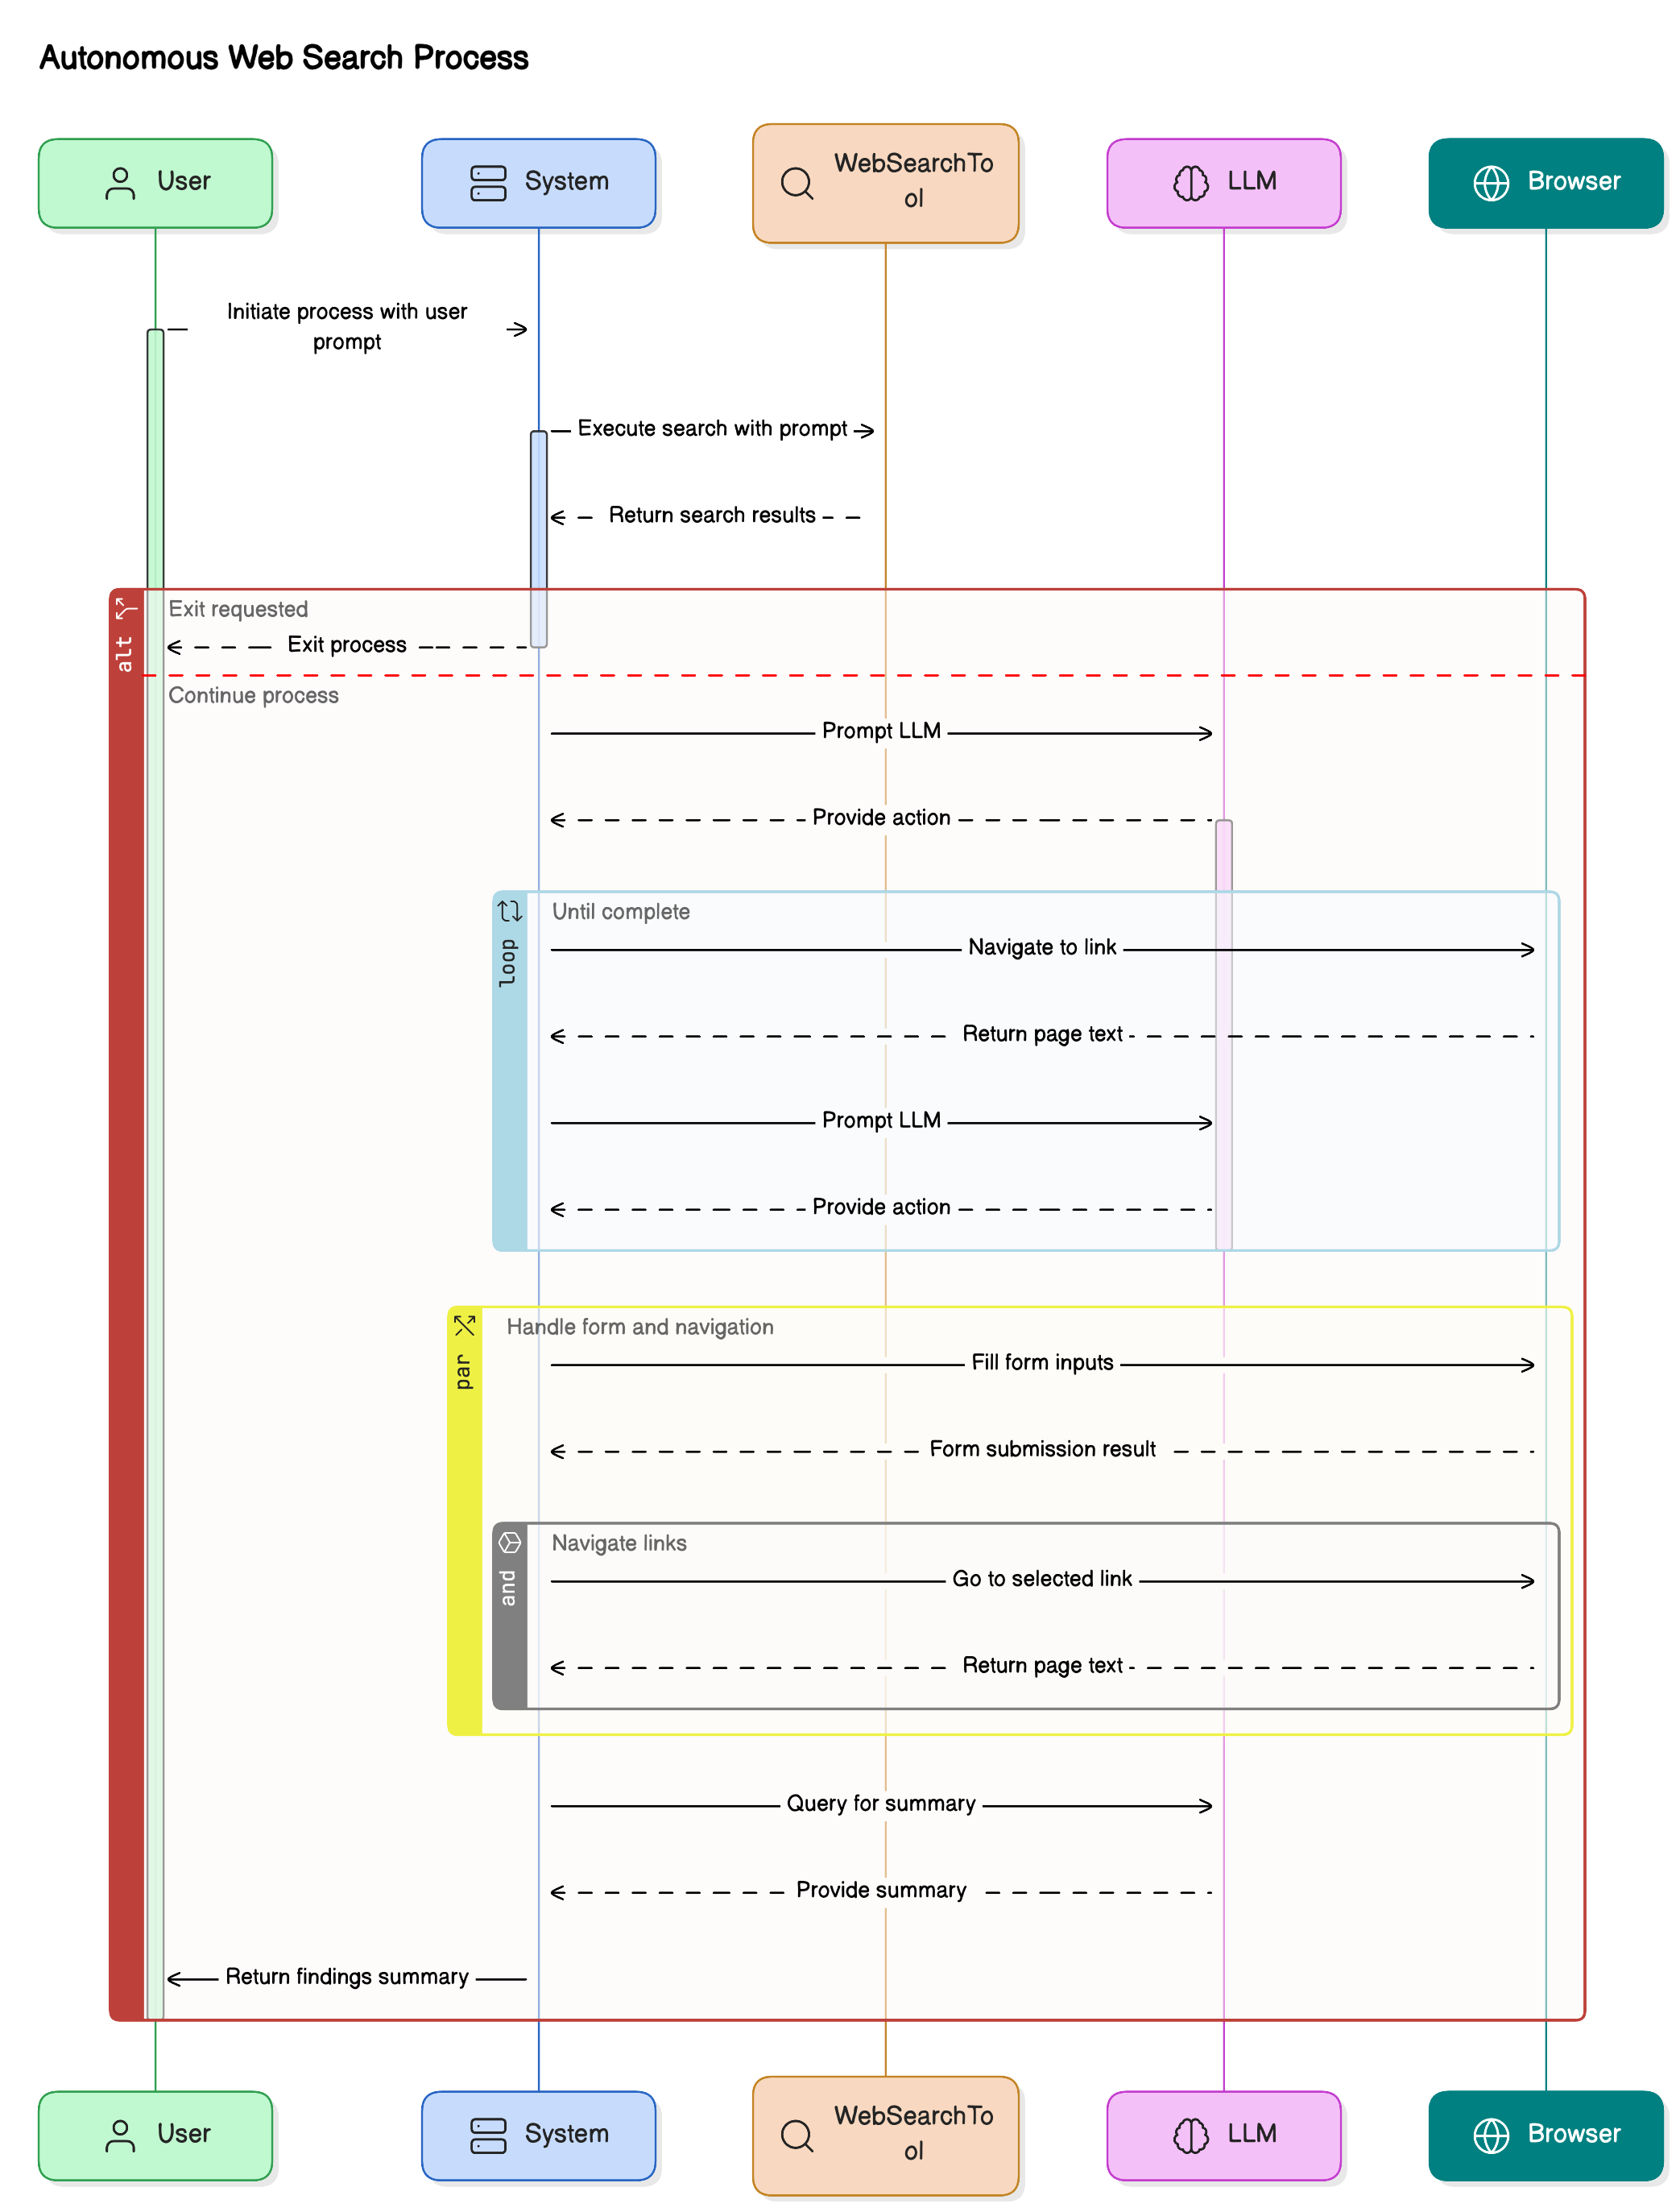 Autonomous Web Search Process
User
System
WebSearchTo
ol
LLM
Browser
Initiate process with user
prompt
Execute search with prompt
Return search results
alt
Exit requested
Exit process
Continue process
Prompt LLM
Provide action
loop
Until complete
Navigate to link
Return page text
Prompt LLM
Provide action
par
Handle form and navigation
Fill form inputs
Form submission result
and
Navigate links
Go to selected link
Return page text
Query for summary
Provide summary
Return findings summary
User
System
WebSearchTo
ol
LLM
Browser